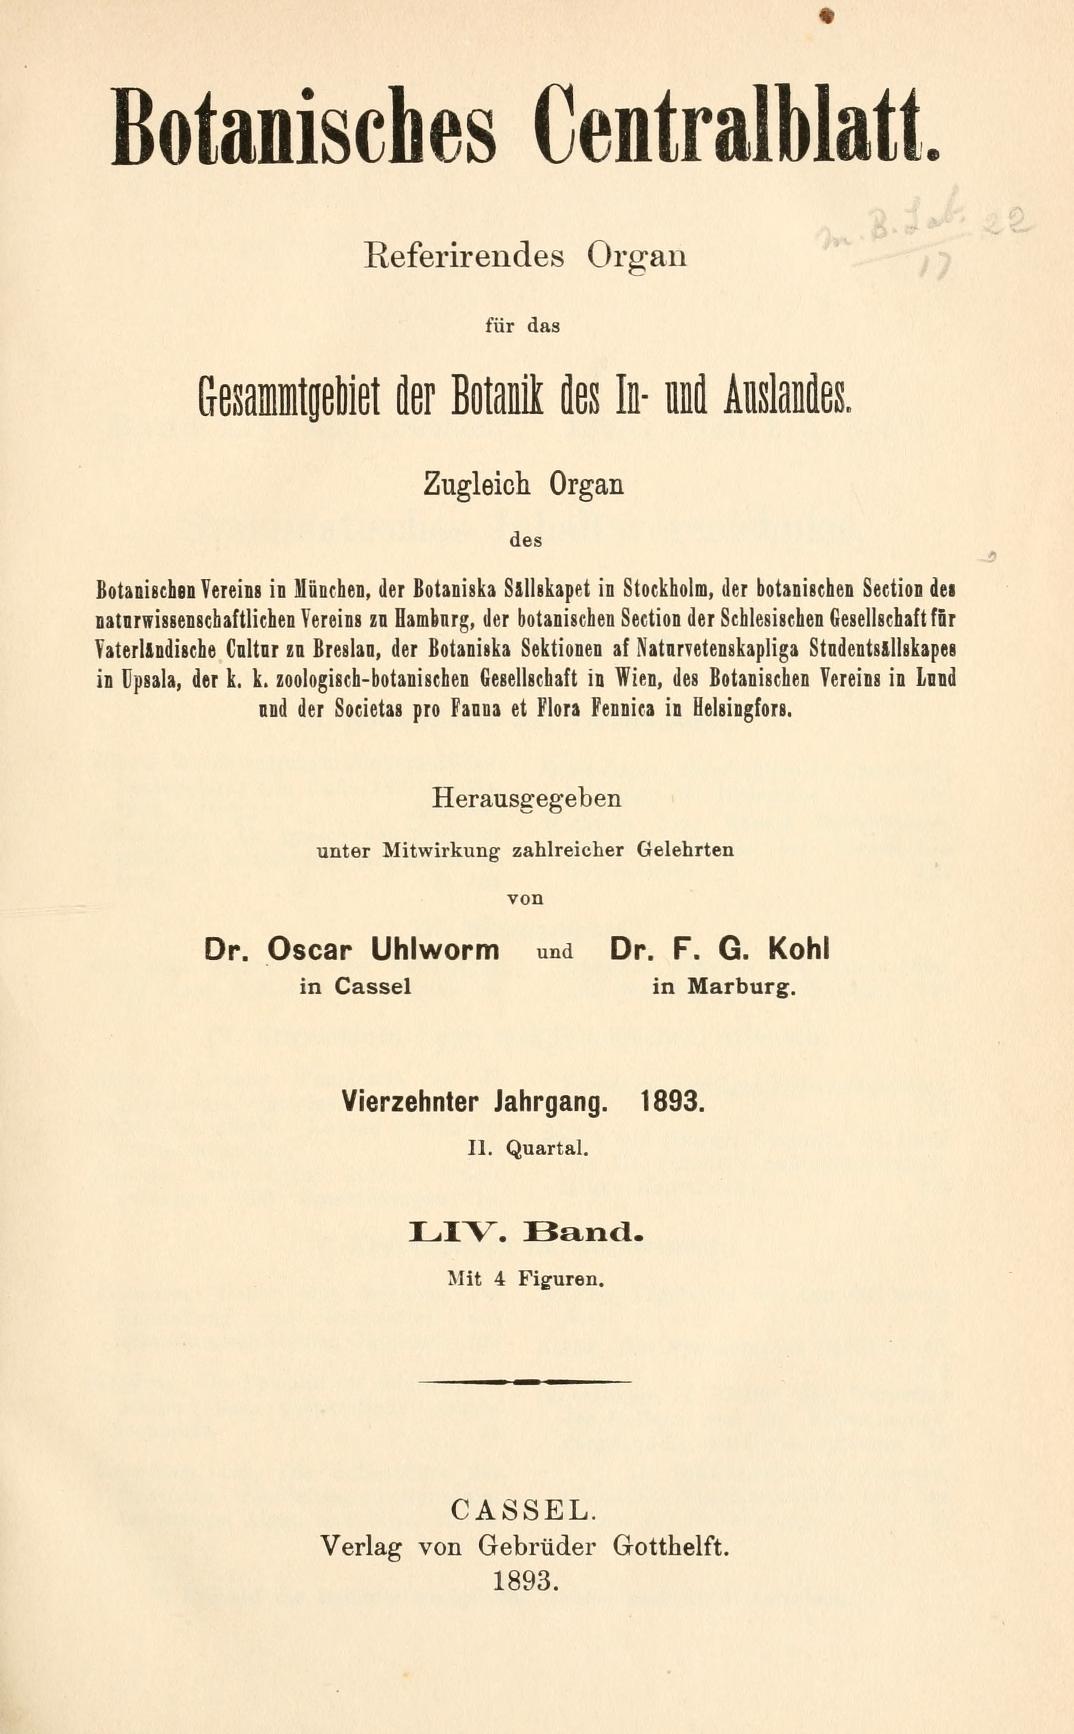 Botanisches Centralblatt.
m. B. Lab. 22
17
Referirendes Organ
für das
Gesammtgebiet der Botanik des In- und Auslandes.
Zugleich Organ
des
Botanischen Vereins in München, der Botaniska Sällskapet in Stockholm, der botanischen Section des
naturwissenschaftlichen Vereins zu Hamburg, der botanischen Section der Schlesischen Gesellschaft für
Vaterländische Cultur zu Breslau, der Botaniska Sektionen af Naturvetenskapliga Studentsällskapes
in Upsala, der k. k. zoologisch-botanischen Gesellschaft in Wien, des Botanischen Vereins in Lund
und der Societas pro Fauna et Flora Fennica in Helsingfors.
Herausgegeben
unter Mitwirkung zahlreicher Gelehrten
von
Dr. Oscar Uhlworm und Dr. F. G. Kohl
in Cassel in Marburg.
Vierzehnter Jahrgang. 1893.
II. Quartal.
LIV. Band.
Mit 4 Figuren.
CASSEL.
Verlag von Gebrüder Gotthelft.
1893.